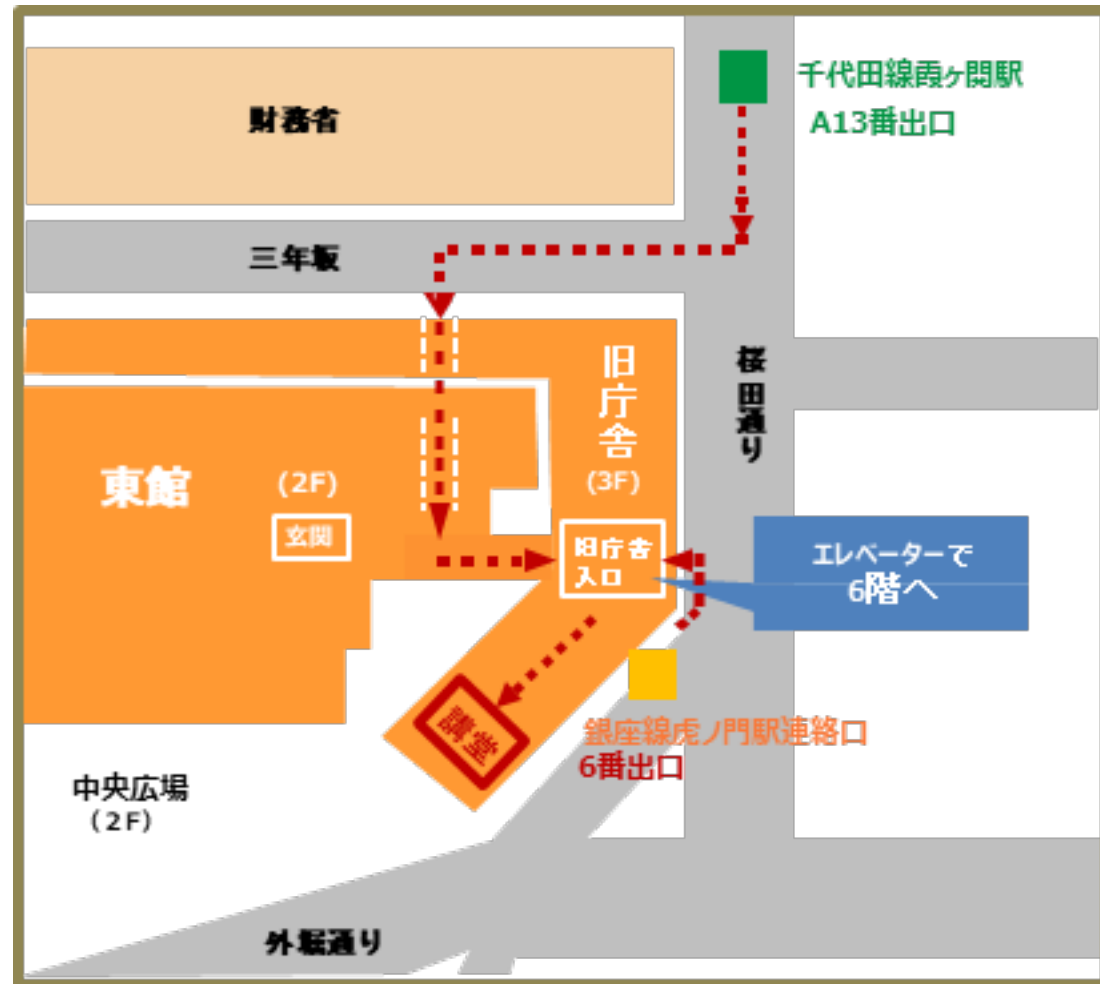 千代田線霞ヶ関駅
A13番出口
財務省
三年坂
桜田通り
旧庁舎
(3F)
東館
(2F)
玄関
旧庁舎
入口
エレベーターで
6階へ
講堂
銀座線虎ノ門駅連絡口
6番出口
中央広場
(2F)
外堀通り